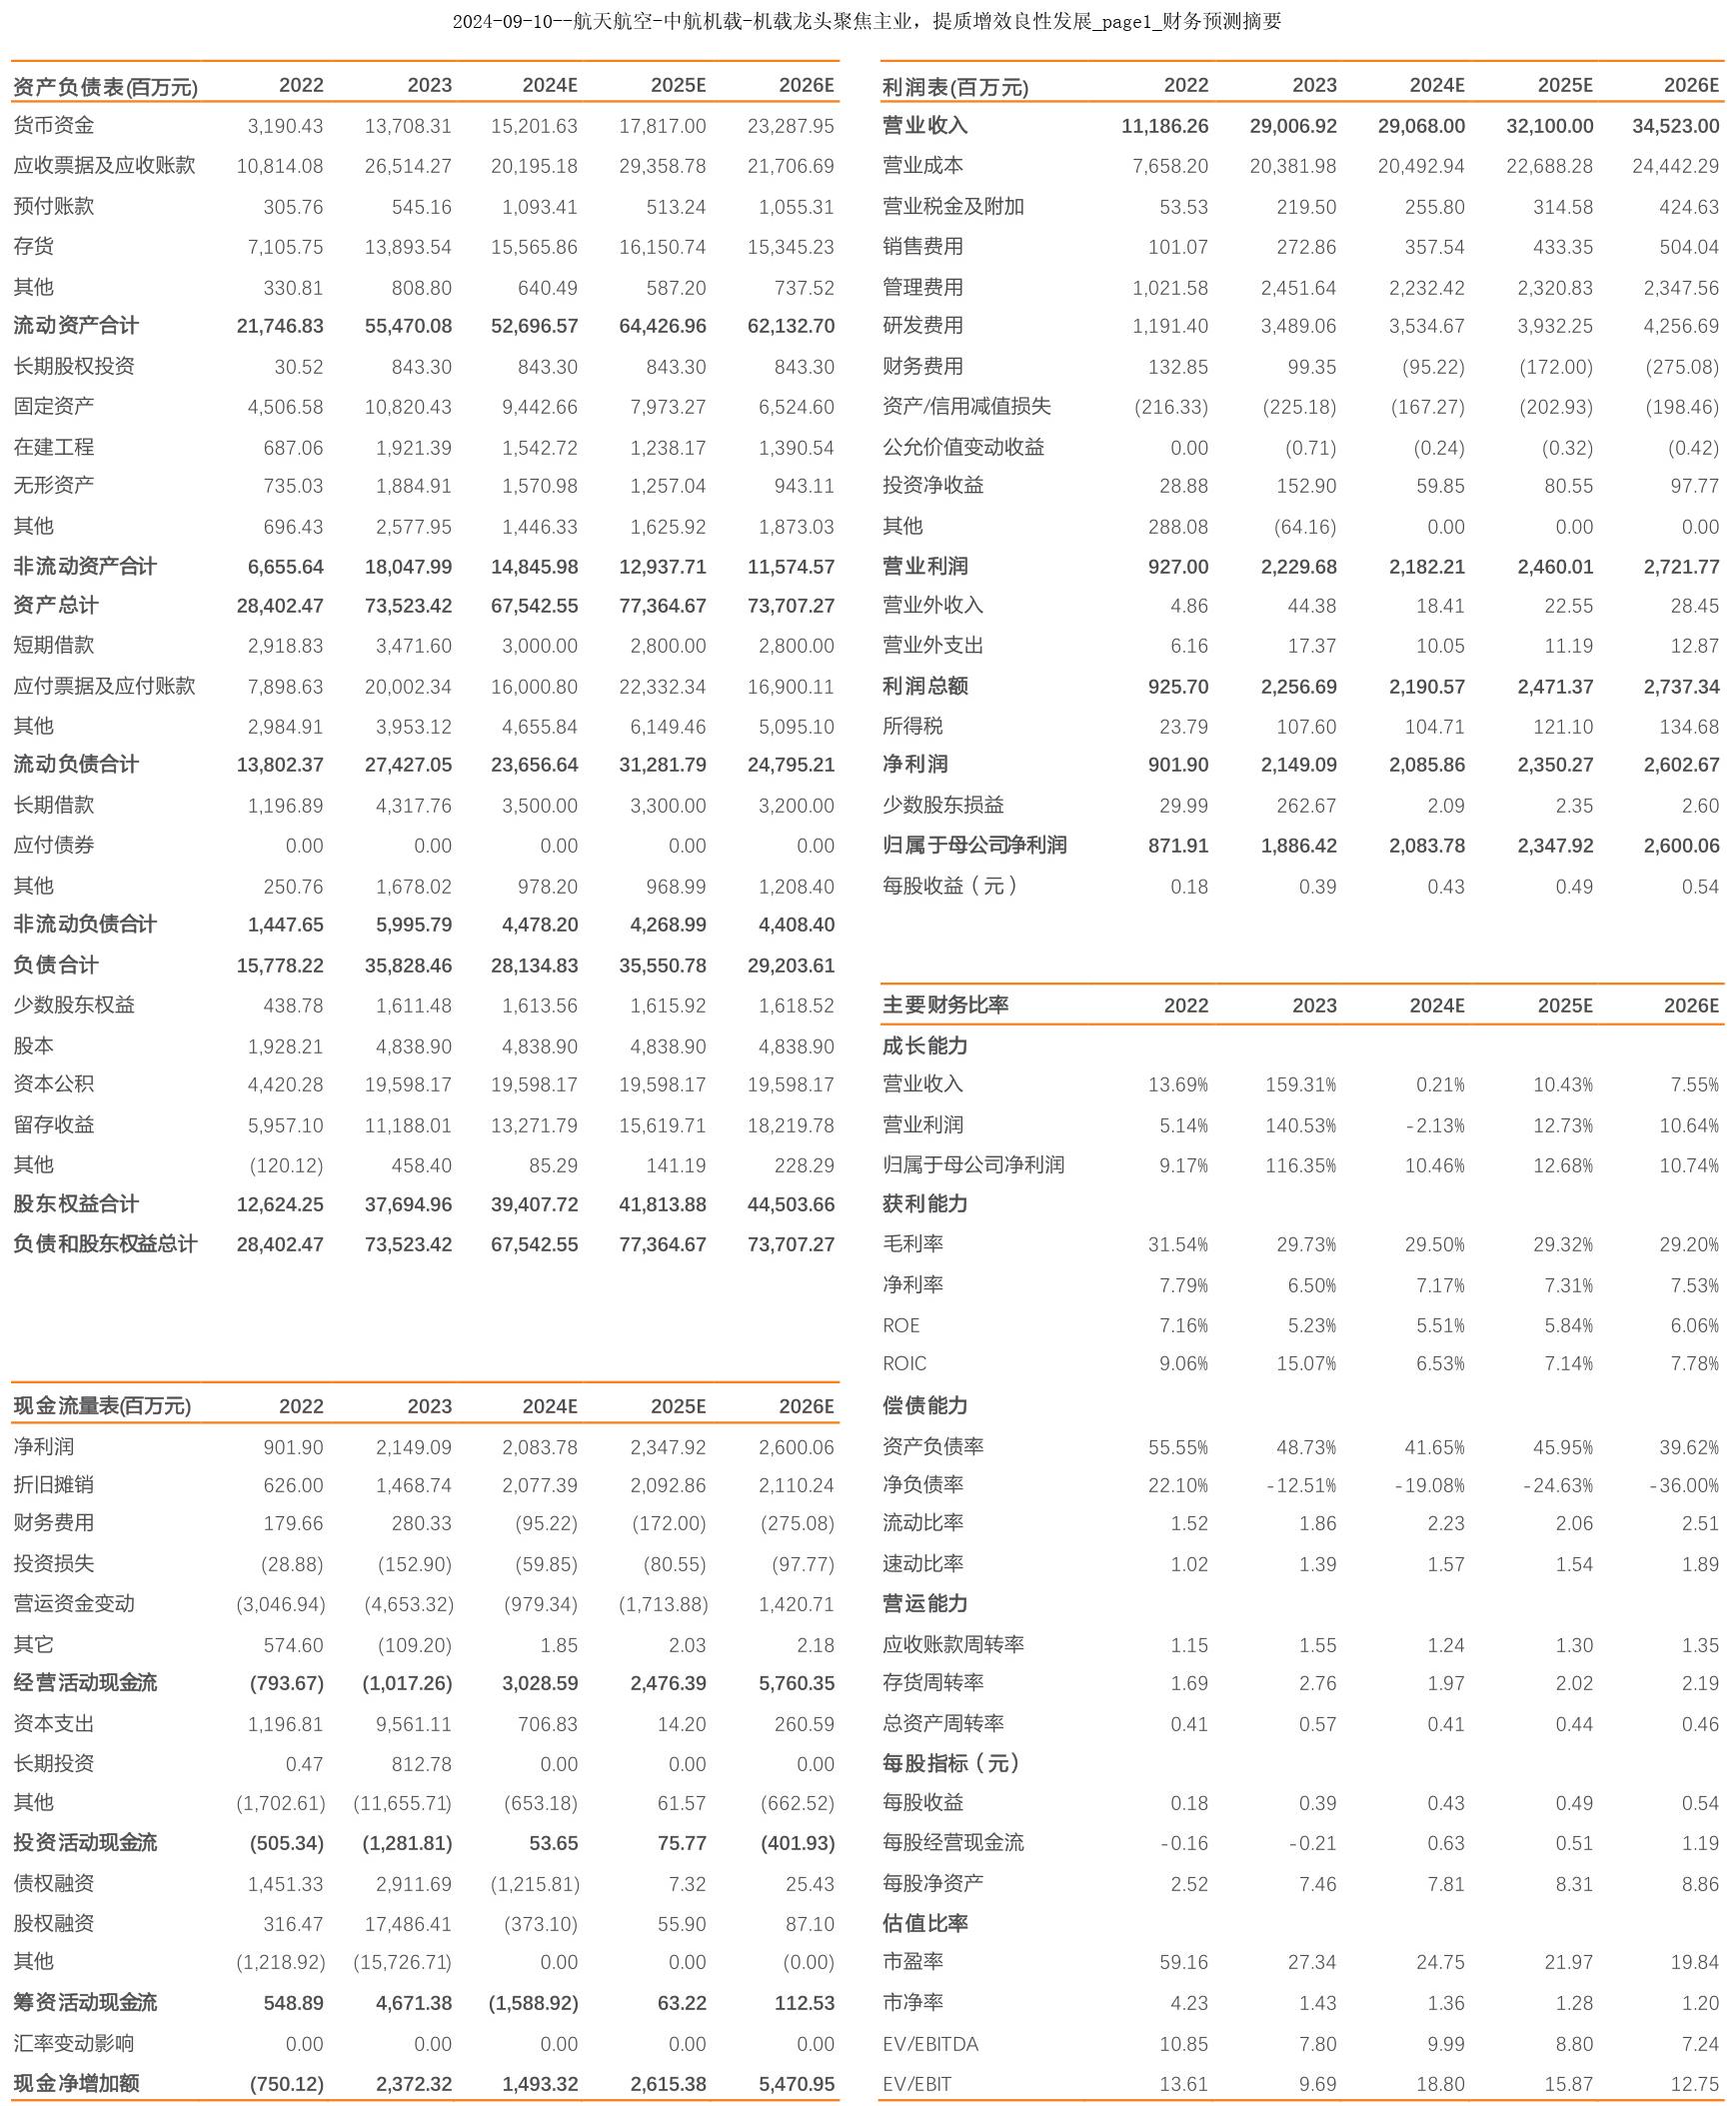 2024-09-10--航天航空-中航机载-机载龙头聚焦主业，提质增效良性发展_page1_财务预测摘要
资产负债表(百万元) 2022 2023 2024E 2025E 2026E
货币资金 3,190.43 13,708.31 15,201.63 17,817.00 23,287.95
应收票据及应收账款 10,814.08 26,514.27 20,195.18 29,358.78 21,706.69
预付账款 305.76 545.16 1,093.41 513.24 1,055.31
存货 7,105.75 13,893.54 15,565.86 16,150.74 15,345.23
其他 330.81 808.80 640.49 587.20 737.52
流动资产合计 21,746.83 55,470.08 52,696.57 64,426.96 62,132.70
长期股权投资 30.52 843.30 843.30 843.30 843.30
固定资产 4,506.58 10,820.43 9,442.66 7,973.27 6,524.60
在建工程 687.06 1,921.39 1,542.72 1,238.17 1,390.54
无形资产 735.03 1,884.91 1,570.98 1,257.04 943.11
其他 696.43 2,577.95 1,446.33 1,625.92 1,873.03
非流动资产合计 6,655.64 18,047.99 14,845.98 12,937.71 11,574.57
资产总计 28,402.47 73,523.42 67,542.55 77,364.67 73,707.27
短期借款 2,918.83 3,471.60 3,000.00 2,800.00 2,800.00
应付票据及应付账款 7,898.63 20,002.34 16,000.80 22,332.34 16,900.11
其他 2,984.91 3,953.12 4,655.84 6,149.46 5,095.10
流动负债合计 13,802.37 27,427.05 23,656.64 31,281.79 24,795.21
长期借款 1,196.89 4,317.76 3,500.00 3,300.00 3,200.00
应付债券 0.00 0.00 0.00 0.00 0.00
其他 250.76 1,678.02 978.20 968.99 1,208.40
非流动负债合计 1,447.65 5,995.79 4,478.20 4,268.99 4,408.40
负债合计 15,778.22 35,828.46 28,134.83 35,550.78 29,203.61
少数股东权益 438.78 1,611.48 1,613.56 1,615.92 1,618.52
股本 1,928.21 4,838.90 4,838.90 4,838.90 4,838.90
资本公积 4,420.28 19,598.17 19,598.17 19,598.17 19,598.17
留存收益 5,957.10 11,188.01 13,271.79 15,619.71 18,219.78
其他 (120.12) 458.40 85.29 141.19 228.29
股东权益合计 12,624.25 37,694.96 39,407.72 41,813.88 44,503.66
负债和股东权益总计 28,402.47 73,523.42 67,542.55 77,364.67 73,707.27
现金流量表(百万元) 2022 2023 2024E 2025E 2026E
净利润 901.90 2,149.09 2,083.78 2,347.92 2,600.06
折旧摊销 626.00 1,468.74 2,077.39 2,092.86 2,110.24
财务费用 179.66 280.33 (95.22) (172.00) (275.08)
投资损失 (28.88) (152.90) (59.85) (80.55) (97.77)
营运资金变动 (3,046.94) (4,653.32) (979.34) (1,713.88) 1,420.71
其它 574.60 (109.20) 1.85 2.03 2.18
经营活动现金流 (793.67) (1,017.26) 3,028.59 2,476.39 5,760.35
资本支出 1,196.81 9,561.11 706.83 14.20 260.59
长期投资 0.47 812.78 0.00 0.00 0.00
其他 (1,702.61) (11,655.71) (653.18) 61.57 (662.52)
投资活动现金流 (505.34) (1,281.81) 53.65 75.77 (401.93)
债权融资 1,451.33 2,911.69 (1,215.81) 7.32 25.43
股权融资 316.47 17,486.41 (373.10) 55.90 87.10
其他 (1,218.92) (15,726.71) 0.00 0.00 (0.00)
筹资活动现金流 548.89 4,671.38 (1,588.92) 63.22 112.53
汇率变动影响 0.00 0.00 0.00 0.00 0.00
现金净增加额 (750.12) 2,372.32 1,493.32 2,615.38 5,470.95
利润表(百万元) 2022 2023 2024E 2025E 2026E
营业收入 11,186.26 29,006.92 29,068.00 32,100.00 34,523.00
营业成本 7,658.20 20,381.98 20,492.94 22,688.28 24,442.29
营业税金及附加 53.53 219.50 255.80 314.58 424.63
销售费用 101.07 272.86 357.54 433.35 504.04
管理费用 1,021.58 2,451.64 2,232.42 2,320.83 2,347.56
研发费用 1,191.40 3,489.06 3,534.67 3,932.25 4,256.69
财务费用 132.85 99.35 (95.22) (172.00) (275.08)
资产/信用减值损失 (216.33) (225.18) (167.27) (202.93) (198.46)
公允价值变动收益 0.00 (0.71) (0.24) (0.32) (0.42)
投资净收益 28.88 152.90 59.85 80.55 97.77
其他 288.08 (64.16) 0.00 0.00 0.00
营业利润 927.00 2,229.68 2,182.21 2,460.01 2,721.77
营业外收入 4.86 44.38 18.41 22.55 28.45
营业外支出 6.16 17.37 10.05 11.19 12.87
利润总额 925.70 2,256.69 2,190.57 2,471.37 2,737.34
所得税 23.79 107.60 104.71 121.10 134.68
净利润 901.90 2,149.09 2,085.86 2,350.27 2,602.67
少数股东损益 29.99 262.67 2.09 2.35 2.60
归属于母公司净利润 871.91 1,886.42 2,083.78 2,347.92 2,600.06
每股收益（元） 0.18 0.39 0.43 0.49 0.54
主要财务比率 2022 2023 2024E 2025E 2026E
成长能力
营业收入 13.69% 159.31% 0.21% 10.43% 7.55%
营业利润 5.14% 140.53% -2.13% 12.73% 10.64%
归属于母公司净利润 9.17% 116.35% 10.46% 12.68% 10.74%
获利能力
毛利率 31.54% 29.73% 29.50% 29.32% 29.20%
净利率 7.79% 6.50% 7.17% 7.31% 7.53%
ROE 7.16% 5.23% 5.51% 5.84% 6.06%
ROIC 9.06% 15.07% 6.53% 7.14% 7.78%
偿债能力
资产负债率 55.55% 48.73% 41.65% 45.95% 39.62%
净负债率 22.10% -12.51% -19.08% -24.63% -36.00%
流动比率 1.52 1.86 2.23 2.06 2.51
速动比率 1.02 1.39 1.57 1.54 1.89
营运能力
应收账款周转率 1.15 1.55 1.24 1.30 1.35
存货周转率 1.69 2.76 1.97 2.02 2.19
总资产周转率 0.41 0.57 0.41 0.44 0.46
每股指标（元）
每股收益 0.18 0.39 0.43 0.49 0.54
每股经营现金流 -0.16 -0.21 0.63 0.51 1.19
每股净资产 2.52 7.46 7.81 8.31 8.86
估值比率
市盈率 59.16 27.34 24.75 21.97 19.84
市净率 4.23 1.43 1.36 1.28 1.20
EV/EBITDA 10.85 7.80 9.99 8.80 7.24
EV/EBIT 13.61 9.69 18.80 15.87 12.75